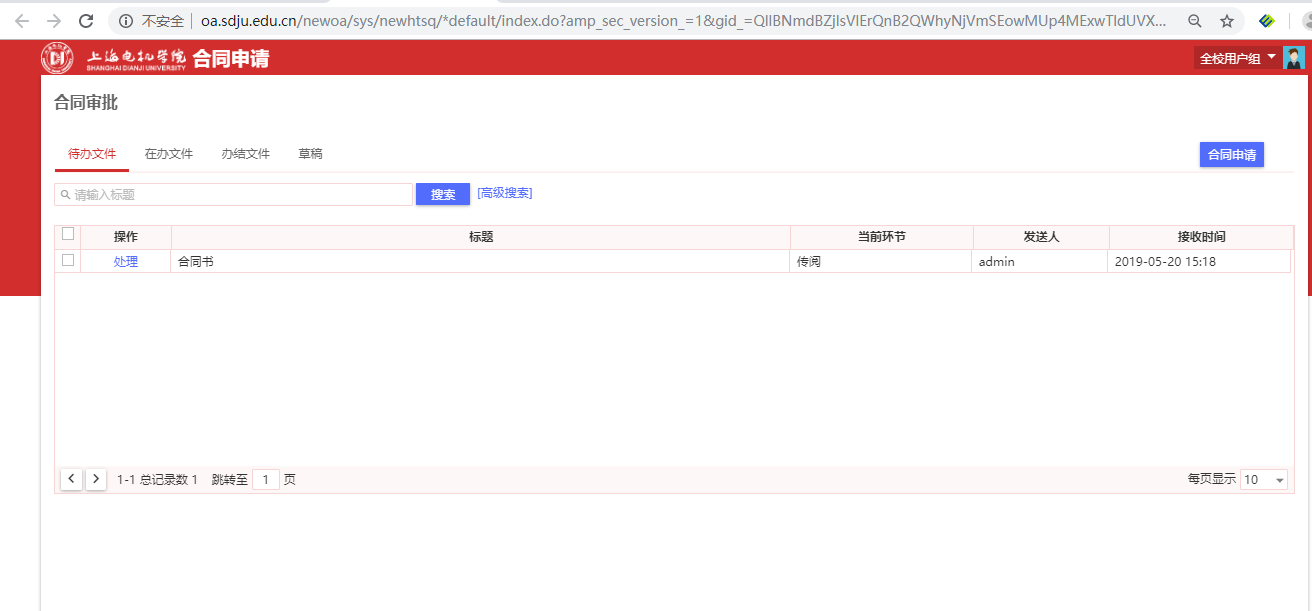 不安全 oa.sdju.edu.cn/newoa/sys/newhtsq/*default/index.do?amp_sec_version_=1&gid_=QllBNmdBZjlsVlErQnB2QWhyNjVmSEowMUp4MExwTldUVX...
上海电机学院 合同申请 全校用户组
SHANGHAI DIANJI UNIVERSITY
合同审批
待办文件 在办文件 办结文件 草稿 合同申请
请输入标题 搜索 [高级搜索]
操作 标题 当前环节 发送人 接收时间
处理 合同书 传阅 admin 2019-05-20 15:18
1-1 总记录数 1 跳转至 1 页 每页显示 10